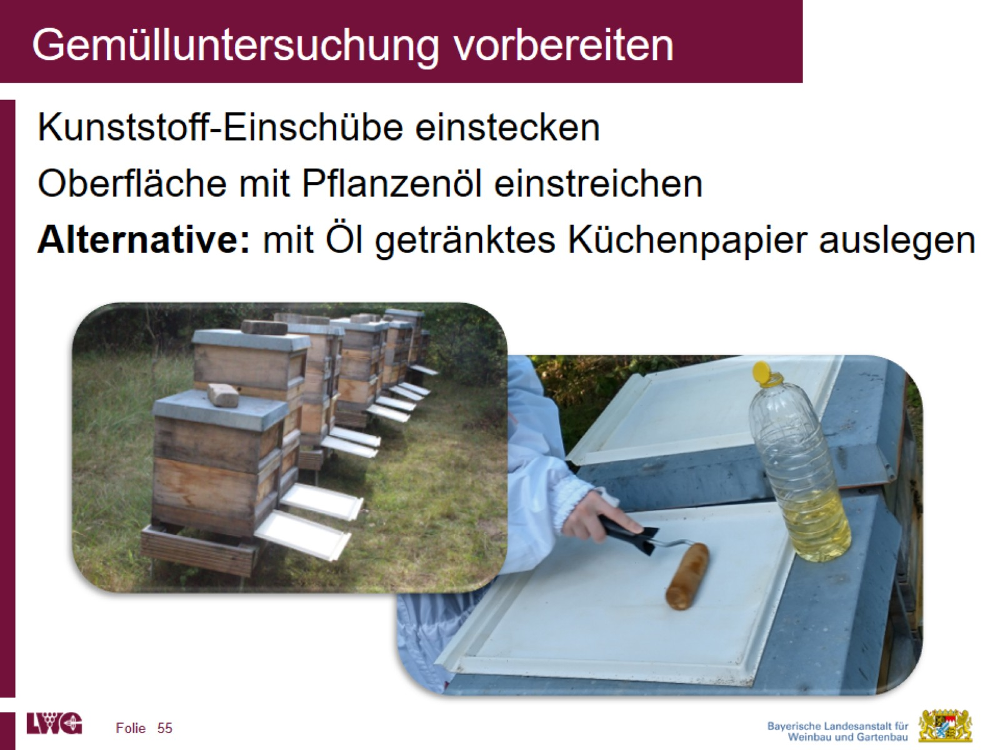 Gemülluntersuchung vorbereiten
Kunststoff-Einschübe einstecken
Oberfläche mit Pflanzenöl einstreichen
Alternative: mit Öl getränktes Küchenpapier auslegen
LWG
Folie 55
Bayerische Landesanstalt für
Weinbau und Gartenbau